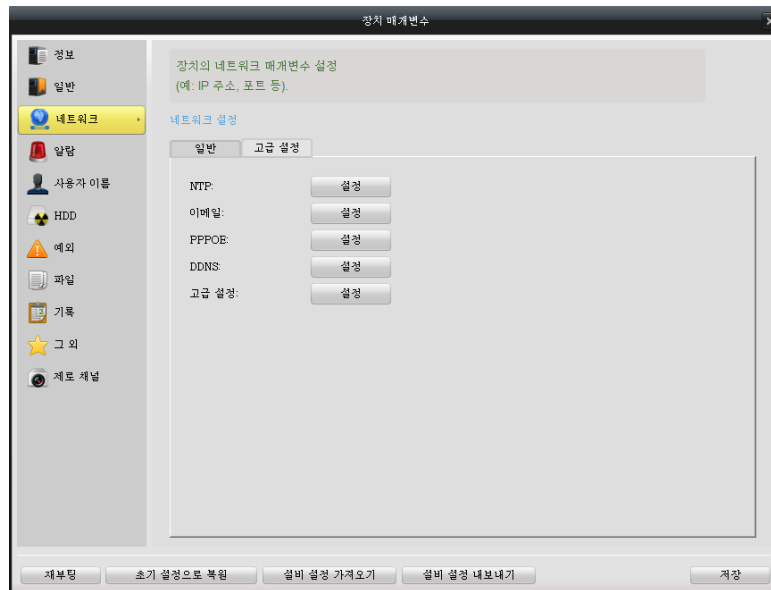 장치 매개변수
정보
일반
네트워크
알람
사용자 이름
HDD
예외
파일
기록
그 외
제로 채널
장치의 네트워크 매개변수 설정
(예: IP 주소, 포트 등).
네트워크 설정
일반 고급 설정
NTP: 설정
이메일: 설정
PPPOE: 설정
DDNS: 설정
고급 설정: 설정
재부팅 초기 설정으로 복원 설비 설정 가져오기 설비 설정 내보내기 저장